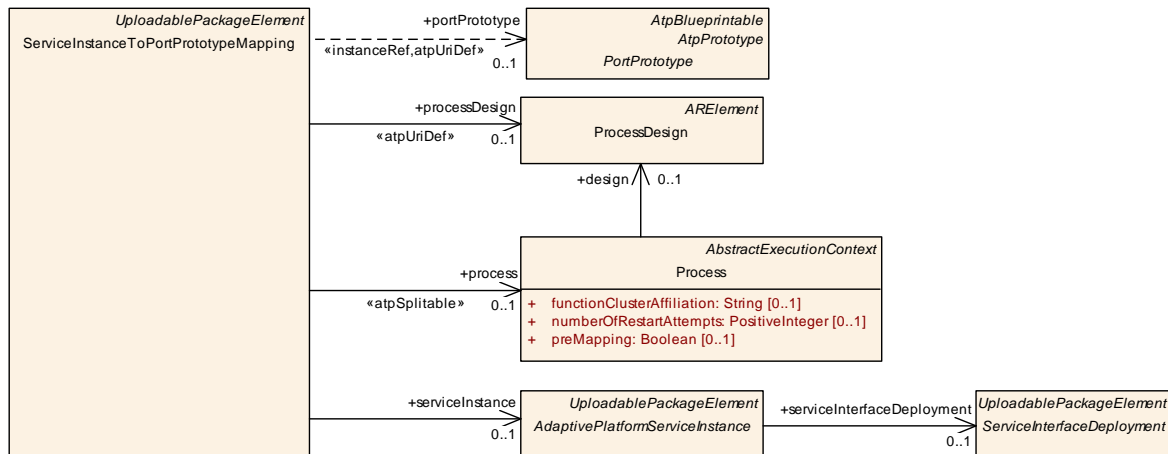 UploadablePackageElement
ServiceInstanceToPortPrototypeMapping
+portPrototype
«instanceRef,atpUriDef»
0..1
AtpBlueprintable
AtpPrototype
PortPrototype
+processDesign
«atpUriDef»
0..1
ARElement
ProcessDesign
+design
0..1
+process
«atpSplitable»
0..1
AbstractExecutionContext
Process
+ functionClusterAffiliation: String [0..1]
+ numberOfRestartAttempts: PositiveInteger [0..1]
+ preMapping: Boolean [0..1]
+serviceInstance
0..1
UploadablePackageElement
AdaptivePlatformServiceInstance
+serviceInterfaceDeployment
0..1
UploadablePackageElement
ServiceInterfaceDeployment